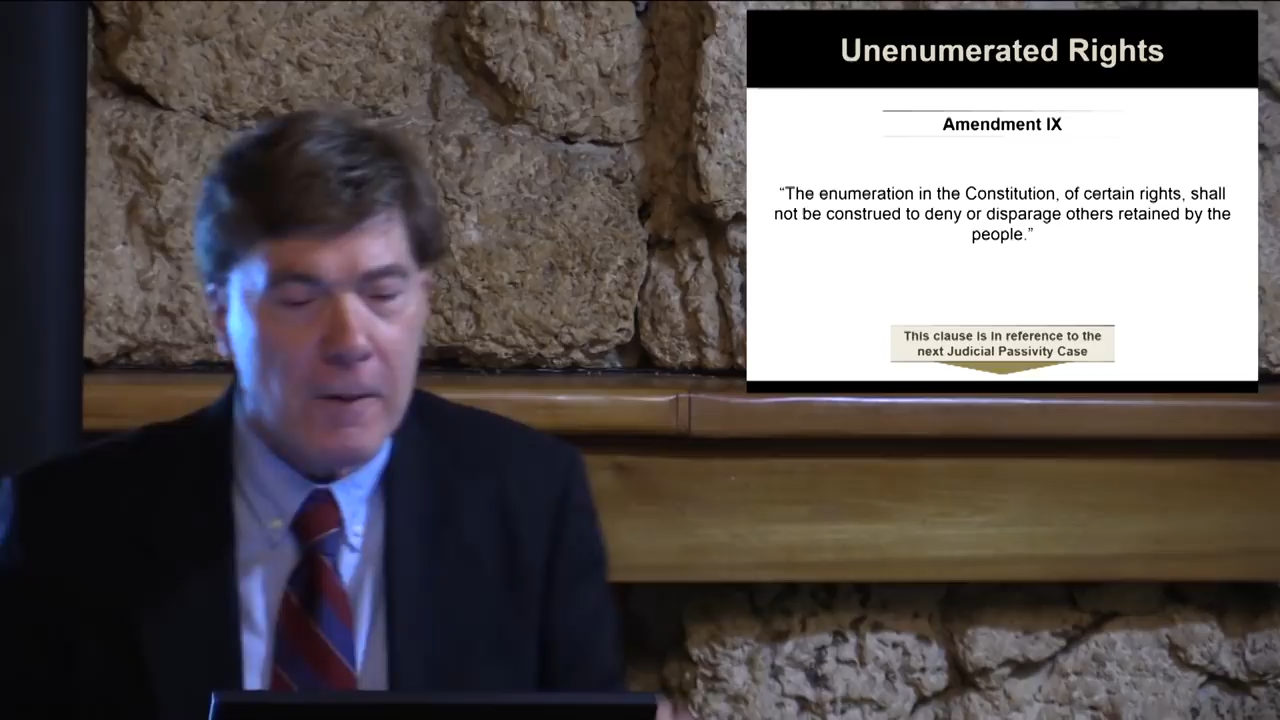 Unenumerated Rights
Amendment IX
“The enumeration in the Constitution, of certain rights, shall
not be construed to deny or disparage others retained by the
people.”
This clause is in reference to the
next Judicial Passivity Case